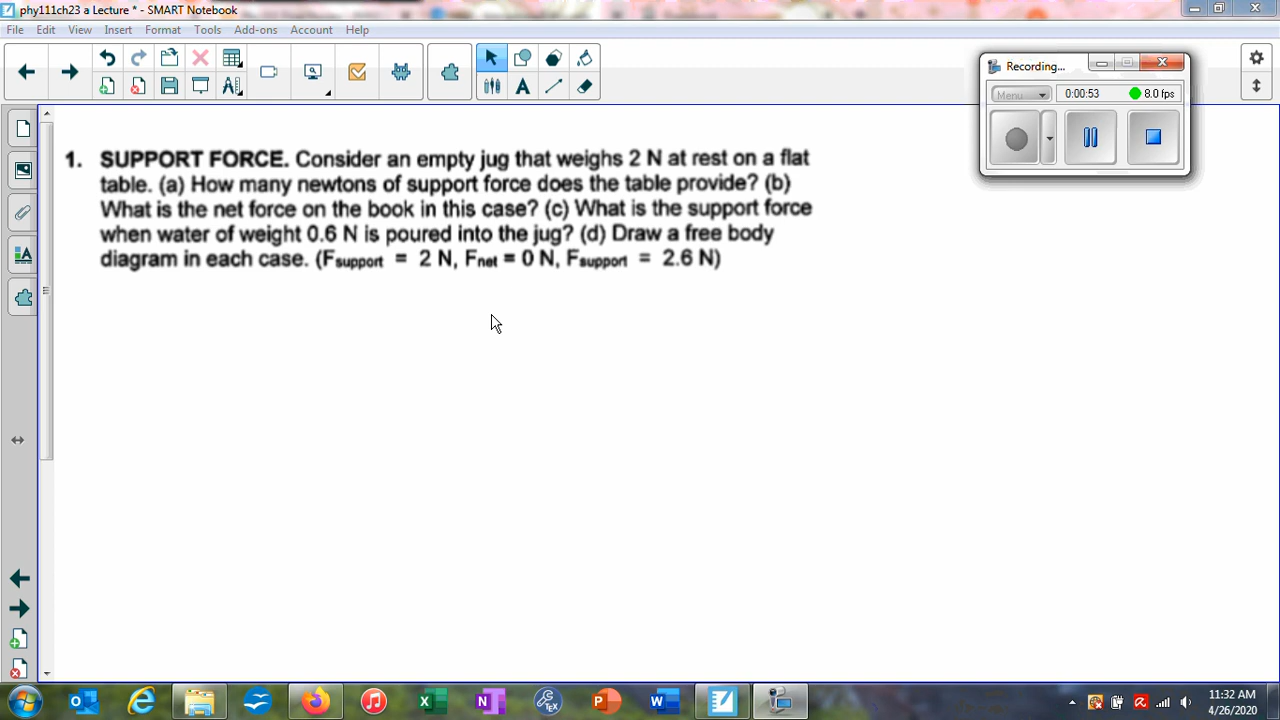 phy111ch23 a Lecture * - SMART Notebook
File Edit View Insert Format Tools Add-ons Account Help
Recording...
Menu 0:00:53 8.0 fps
1. SUPPORT FORCE. Consider an empty jug that weighs 2 N at rest on a flat
table. (a) How many newtons of support force does the table provide? (b)
What is the net force on the book in this case? (c) What is the support force
when water of weight 0.6 N is poured into the jug? (d) Draw a free body
diagram in each case. (Fsupport = 2 N, Fnet = 0 N, Fsupport = 2.6 N)
11:32 AM
4/26/2020